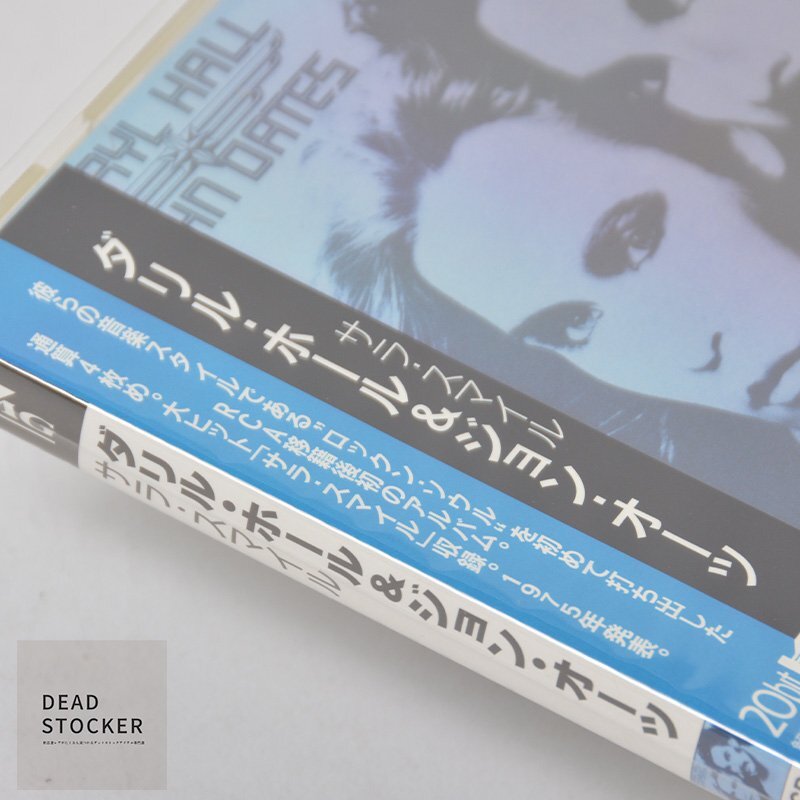 RYL HALL
HN OATES
サラ・スマイル
ダリル・ホール&ジョン・オーツ
彼らの音楽スタイルである“ロックン・ソウル”を初めて打ち出した
RCA移籍後初のアルバム。
通算4枚め。大ヒット「サラ・スマイル」収録。1975年発表。
ダリル・ホール&ジョン・オーツ
サラ・スマイル
20bit
DEAD
STOCKER